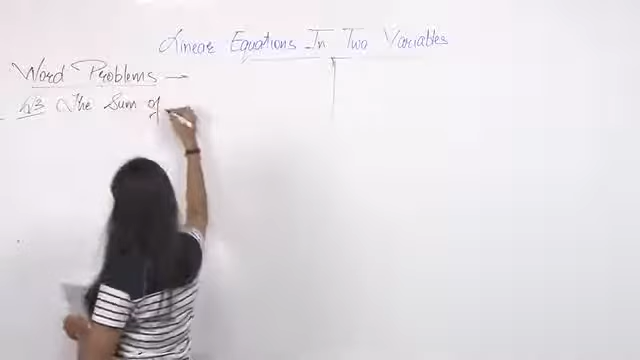 Linear Equations In Two Variables
Word Problems —
Q3 The Sum of